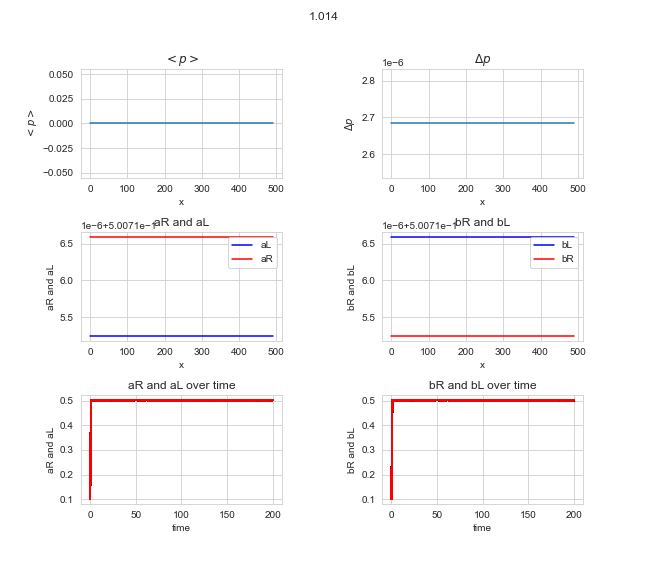 1.014
< p >
Δp
1e−6
0.050
0.025
0.000
−0.025
−0.050
< p >
0 100 200 300 400 500
x
2.8
2.7
2.6
Δp
0 100 200 300 400 500
x
aR and aL
1e−6+5.0071e−1
6.5
6.0
5.5
aR and aL
aL
aR
0 100 200 300 400 500
x
bR and bL
1e−6+5.0071e−1
6.5
6.0
5.5
bR and bL
bL
bR
0 100 200 300 400 500
x
aR and aL over time
0.5
0.4
0.3
0.2
0.1
aR and aL
0 50 100 150 200
time
bR and bL over time
0.5
0.4
0.3
0.2
0.1
bR and bL
0 50 100 150 200
time